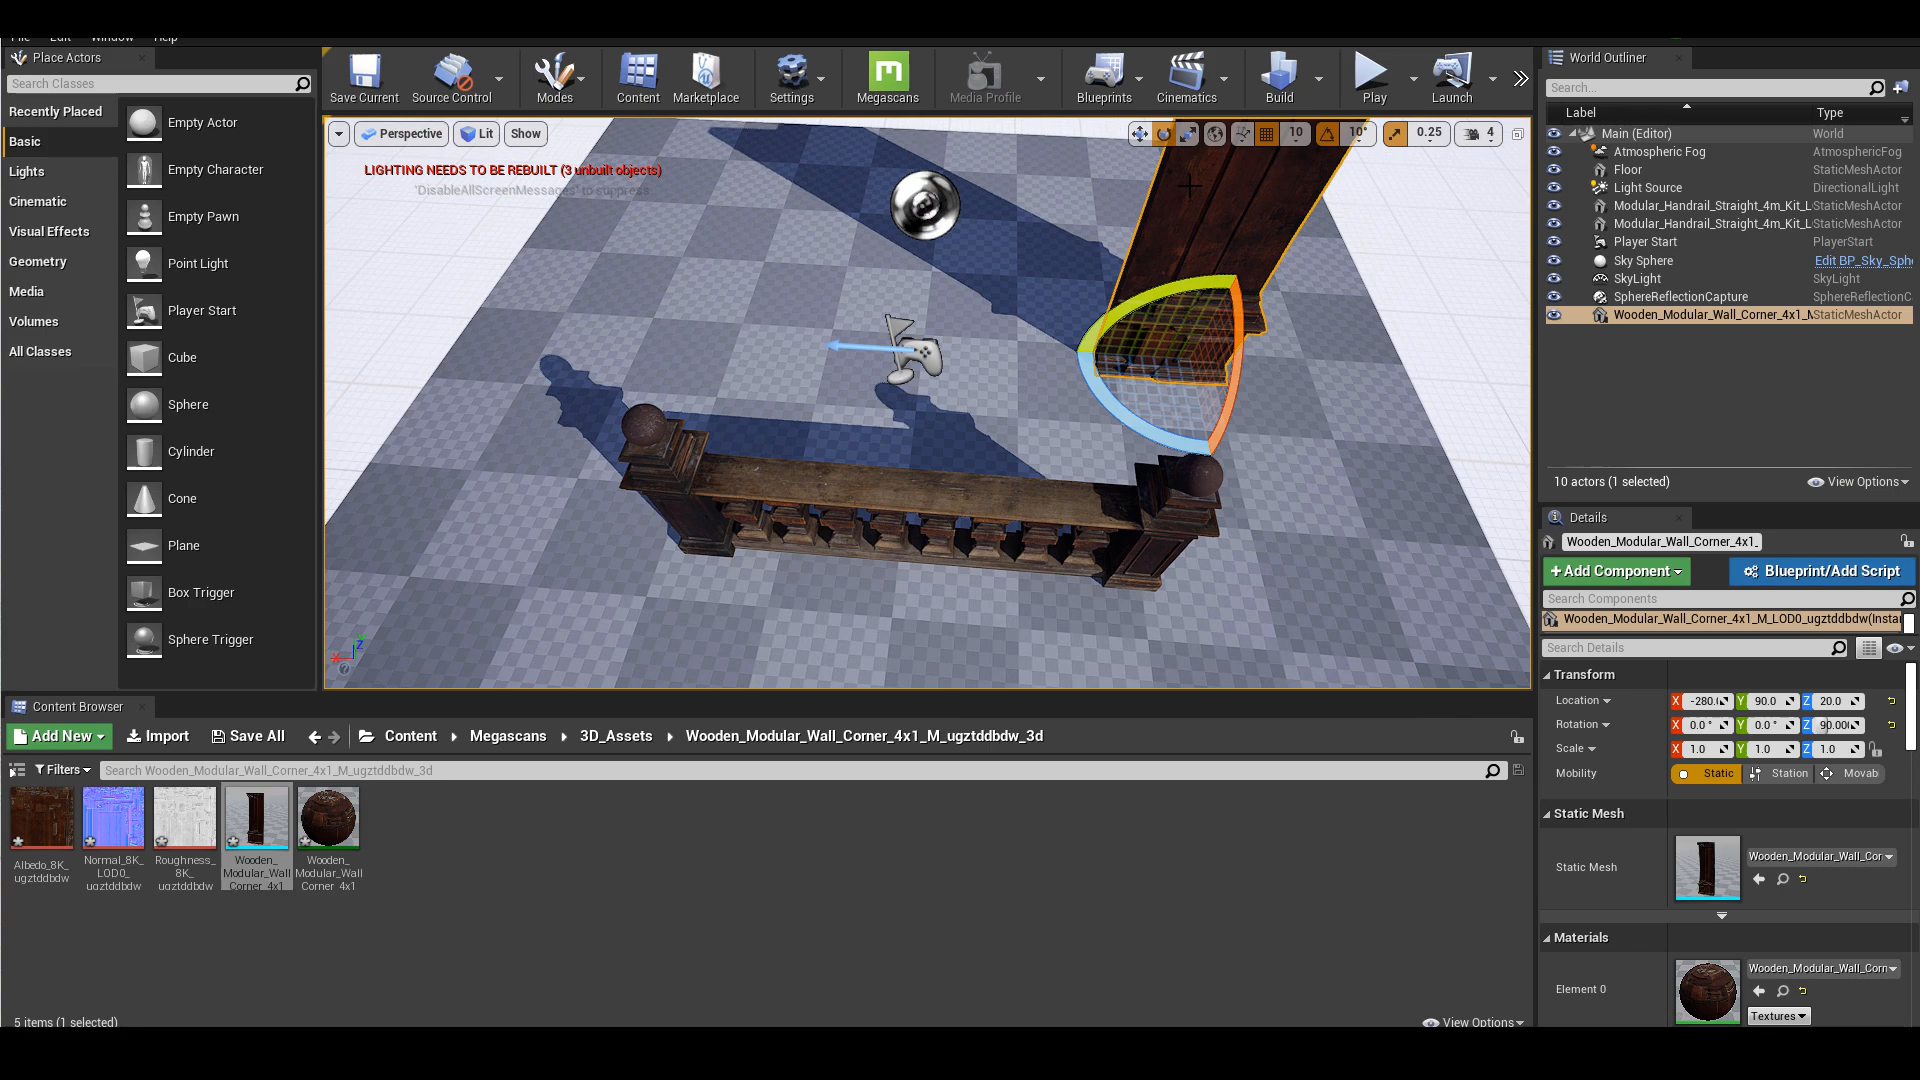 File Edit Window Help
Place Actors
Search Classes
Recently Placed
Basic
Lights
Cinematic
Visual Effects
Geometry
Media
Volumes
All Classes
Empty Actor
Empty Character
Empty Pawn
Point Light
Player Start
Cube
Sphere
Cylinder
Cone
Plane
Box Trigger
Sphere Trigger
Save Current
Source Control
Modes
Content
Marketplace
Settings
Megascans
Media Profile
Blueprints
Cinematics
Build
Play
Launch
Perspective Lit Show
10 10° 0.25 4
LIGHTING NEEDS TO BE REBUILT (3 unbuilt objects)
'DisableAllScreenMessages' to suppress
World Outliner
Search...
Label Type
Main (Editor) World
Atmospheric Fog AtmosphericFog
Floor StaticMeshActor
Light Source DirectionalLight
Modular_Handrail_Straight_4m_Kit_L StaticMeshActor
Modular_Handrail_Straight_4m_Kit_L StaticMeshActor
Player Start PlayerStart
Sky Sphere Edit BP_Sky_Sph
SkyLight SkyLight
SphereReflectionCapture SphereReflectionC
Wooden_Modular_Wall_Corner_4x1_M StaticMeshActor
10 actors (1 selected)
View Options
Details
Wooden_Modular_Wall_Corner_4x1_
+Add Component
Blueprint/Add Script
Search Components
Wooden_Modular_Wall_Corner_4x1_M_LOD0_ugztddbdw(Insta
Search Details
Transform
Location X -280. Y 90.0 Z 20.0
Rotation X 0.0 ° Y 0.0 ° Z 90.00
Scale X 1.0 Y 1.0 Z 1.0
Mobility Static Station Movab
Static Mesh
Static Mesh
Wooden_Modular_Wall_Cor
Materials
Element 0
Wooden_Modular_Wall_Corn
Textures
Content Browser
Add New Import Save All Content Megascans 3D_Assets Wooden_Modular_Wall_Corner_4x1_M_ugztddbdw_3d
Filters Search Wooden_Modular_Wall_Corner_4x1_M_ugztddbdw_3d
Albedo_8K_
ugztddbdw
Normal_8K_
LOD0_
ugztddbdw
Roughness_
8K_
ugztddbdw
Wooden_
Modular_Wall
Corner_4x1
Wooden_
Modular_Wall
Corner_4x1
5 items (1 selected)
View Options